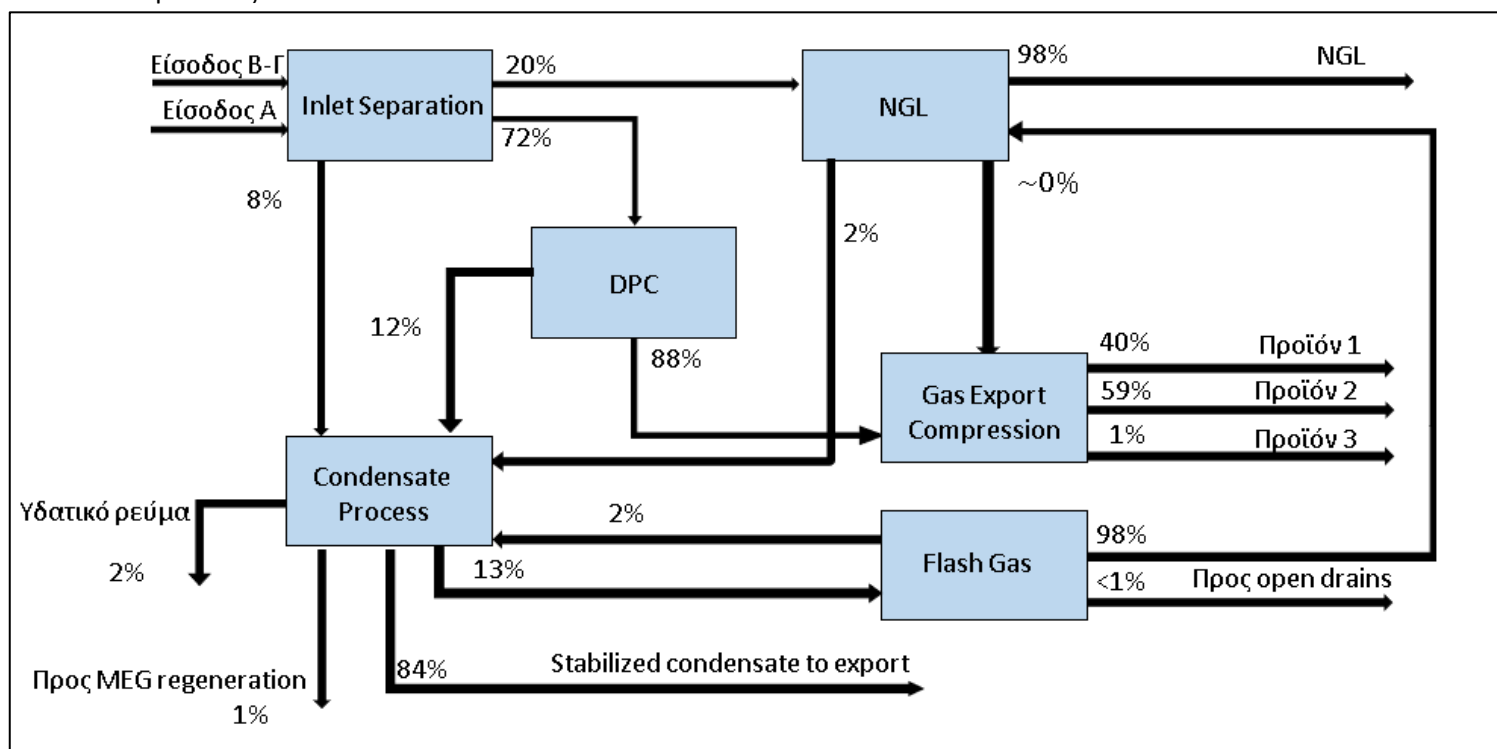 Είσοδος Β-Γ
20%
98%
NGL
Inlet Separation
NGL
Είσοδος Α
72%
8%
~0%
2%
DPC
12%
88%
40%
Προϊόν 1
59%
Προϊόν 2
Gas Export
Compression
1%
Προϊόν 3
Condensate
Process
Υδατικό ρεύμα
2%
2%
98%
13%
Flash Gas
<1%
Προς open drains
84%
Stabilized condensate to export
Προς MEG regeneration
1%